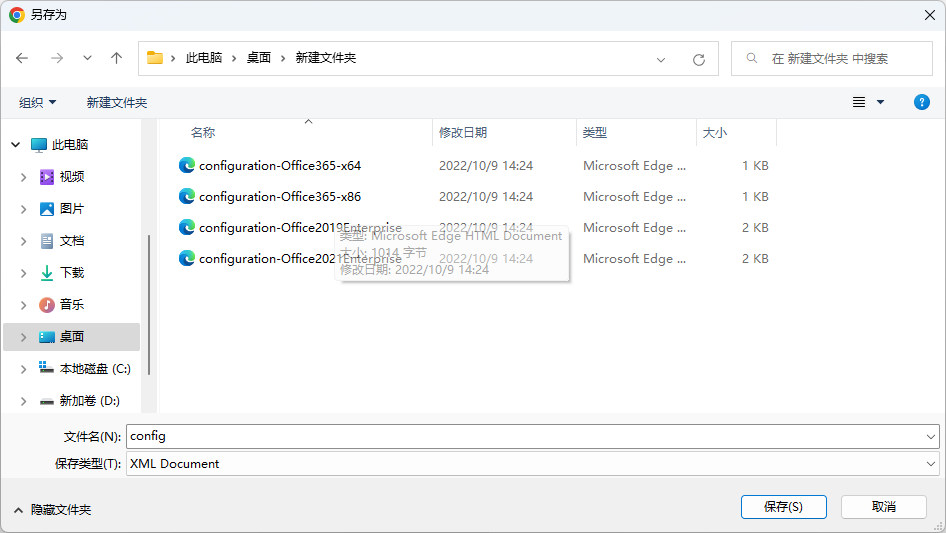 另存为
此电脑 桌面 新建文件夹 在 新建文件夹 中搜索
组织 新建文件夹
名称 修改日期 类型 大小
configuration-Office365-x64 2022/10/9 14:24 Microsoft Edge ... 1 KB
configuration-Office365-x86 2022/10/9 14:24 Microsoft Edge ... 1 KB
configuration-Office2019Enterprise 2022/10/9 14:24 Microsoft Edge ... 2 KB
configuration-Office2021Enterprise 2022/10/9 14:24 Microsoft Edge ... 2 KB
类型: Microsoft Edge HTML Document
大小: 1014 字节
修改日期: 2022/10/9 14:24
此电脑
视频
图片
文档
下载
音乐
桌面
本地磁盘 (C:)
新加卷 (D:)
文件名(N): config
保存类型(T): XML Document
隐藏文件夹 保存(S) 取消